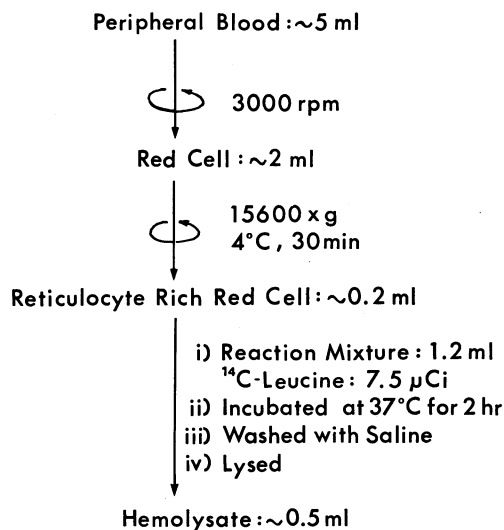 Peripheral Blood : ~5 ml
3000 rpm
Red Cell : ~2 ml
15600 x g
4°C , 30min
Reticulocyte Rich Red Cell : ~0.2 ml
i) Reaction Mixture : 1.2 ml
¹⁴C-Leucine : 7.5 µCi
ii) Incubated at 37°C for 2 hr
iii) Washed with Saline
iv) Lysed
Hemolysate : ~0.5 ml